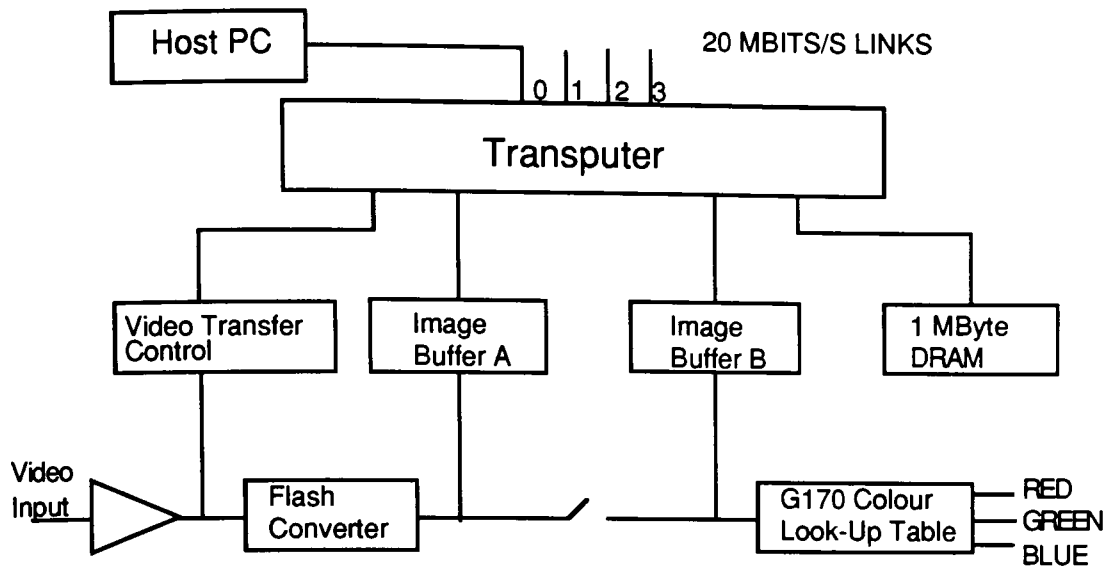 Host PC
20 MBITS/S LINKS
0 1 2 3
Transputer
Video Transfer
Control
Image
Buffer A
Image
Buffer B
1 MByte
DRAM
Video
Input
Flash
Converter
G170 Colour
Look-Up Table
RED
GREEN
BLUE